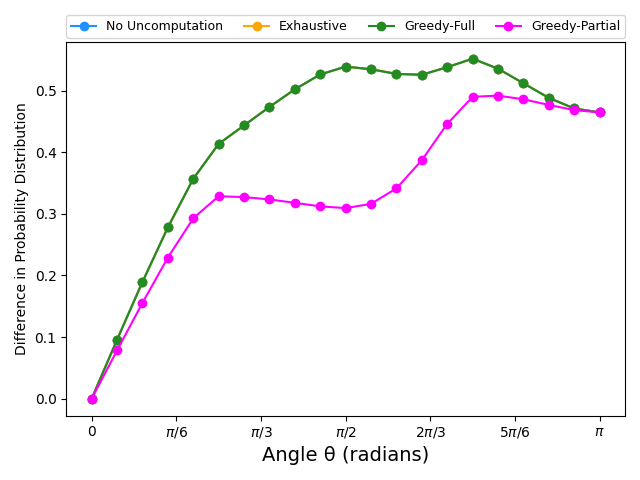 No Uncomputation Exhaustive Greedy-Full Greedy-Partial
Difference in Probability Distribution
0.5
0.4
0.3
0.2
0.1
0.0
0 π/6 π/3 π/2 2π/3 5π/6 π
Angle θ (radians)